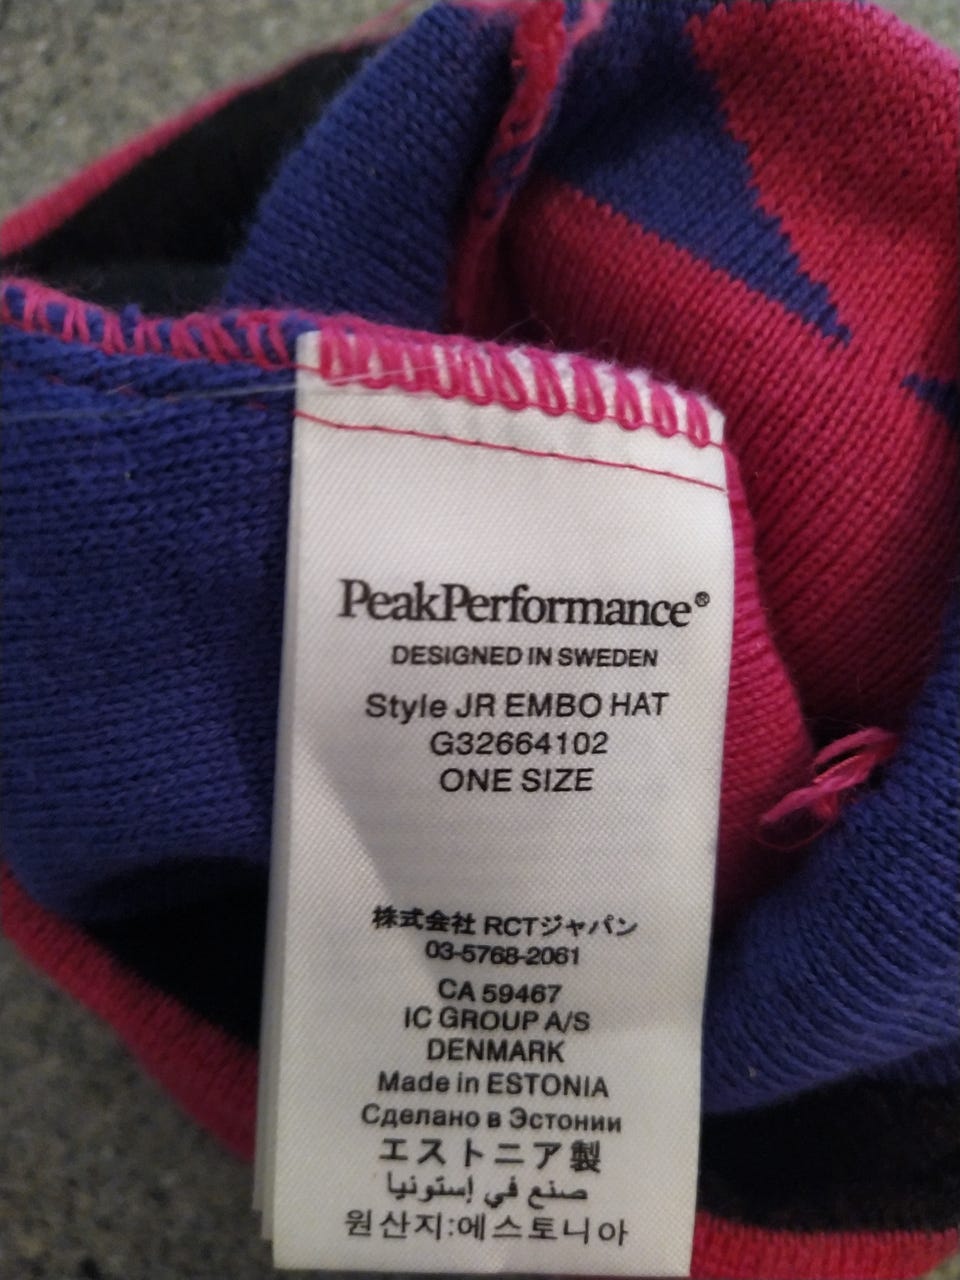 PeakPerformance®
DESIGNED IN SWEDEN
Style JR EMBO HAT
G32664102
ONE SIZE
株式会社 RCTジャパン
03-5768-2061
CA 59467
IC GROUP A/S
DENMARK
Made in ESTONIA
Сделано в Эстонии
エストニア製
صنع في إستونيا
원산지:에스토니아